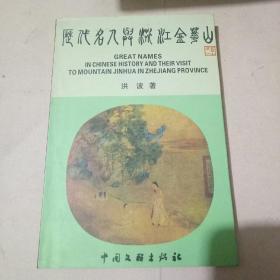 歷代名人與浙江金華山
GREAT NAMES
IN CHINESE HISTORY AND THEIR VISIT
TO MOUNTAIN JINHUA IN ZHEJIANG PROVINCE
洪波 著
中国文联出版社